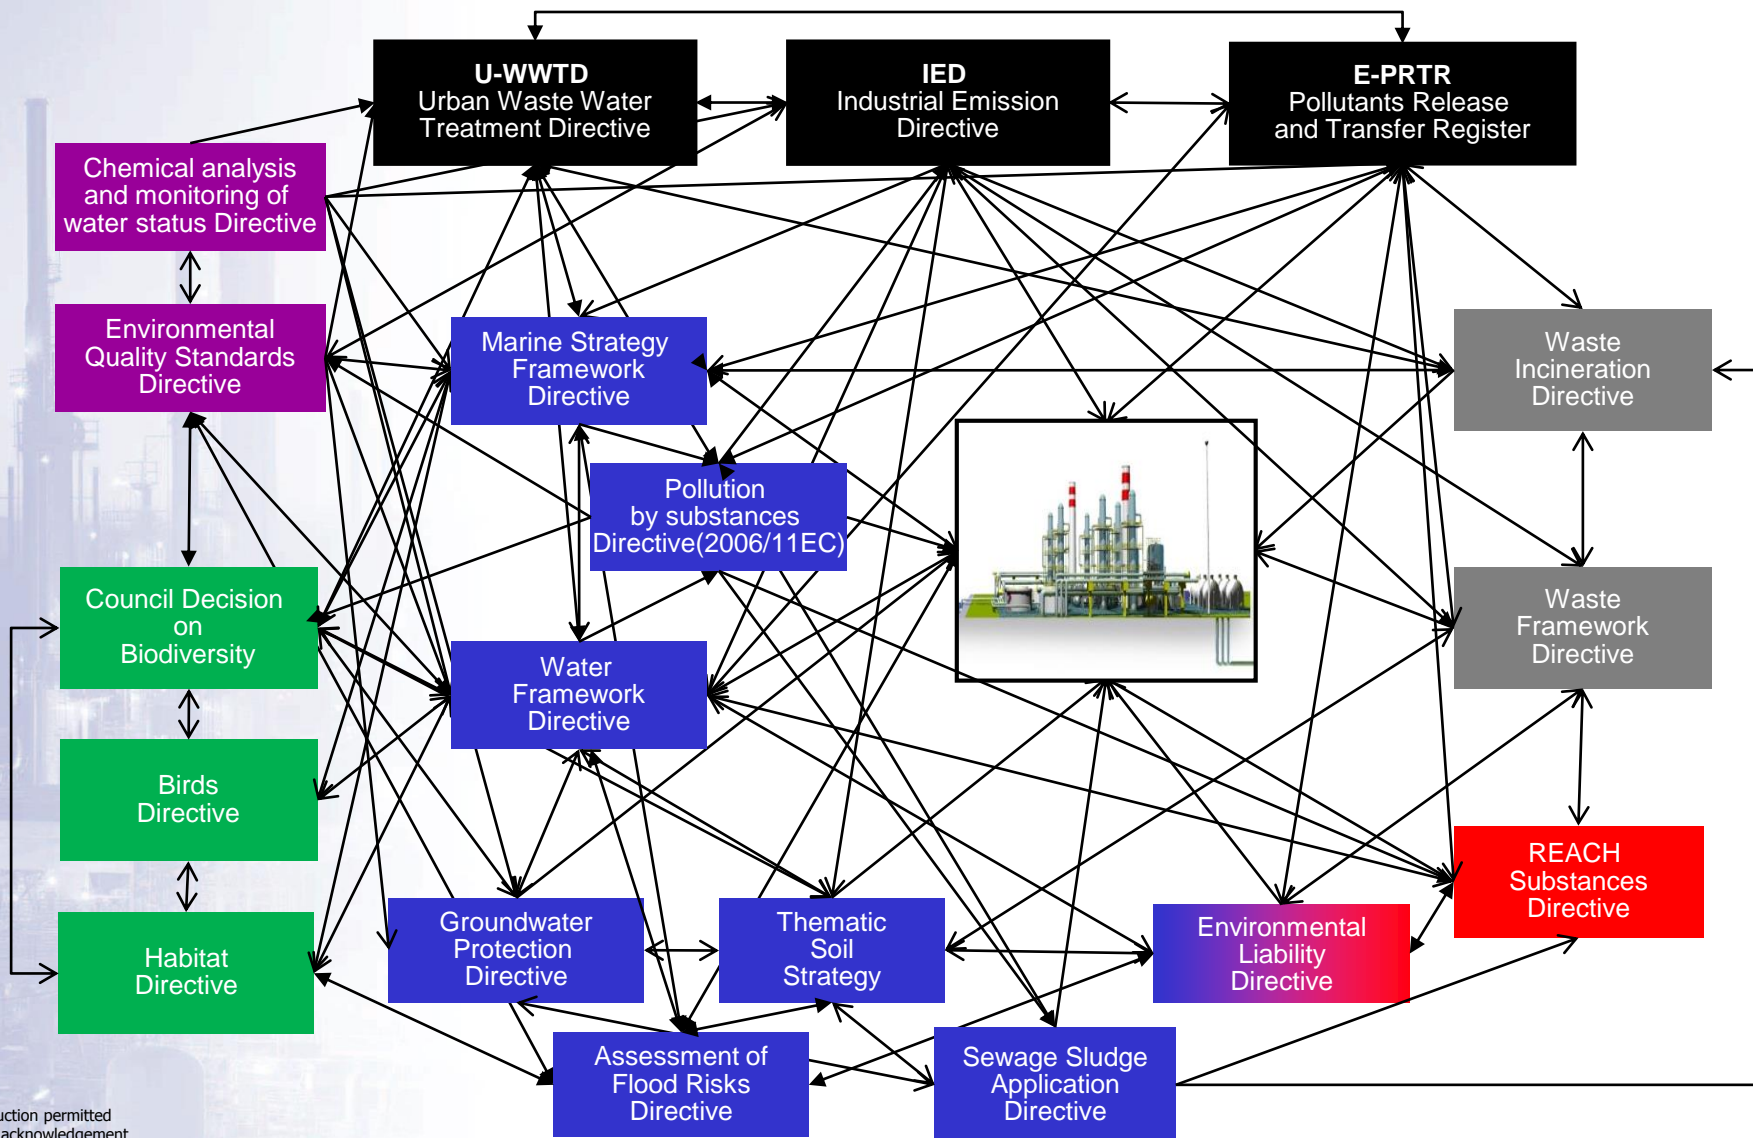 U-WWTD
Urban Waste Water
Treatment Directive
IED
Industrial Emission
Directive
E-PRTR
Pollutants Release
and Transfer Register
Chemical analysis
and monitoring of
water status Directive
Environmental
Quality Standards
Directive
Marine Strategy
Framework
Directive
Waste
Incineration
Directive
Pollution
by substances
Directive(2006/11EC)
Council Decision
on
Biodiversity
Waste
Framework
Directive
Water
Framework
Directive
Birds
Directive
REACH
Substances
Directive
Groundwater
Protection
Directive
Thematic
Soil
Strategy
Environmental
Liability
Directive
Habitat
Directive
Assessment of
Flood Risks
Directive
Sewage Sludge
Application
Directive
permitted
acknowledgement